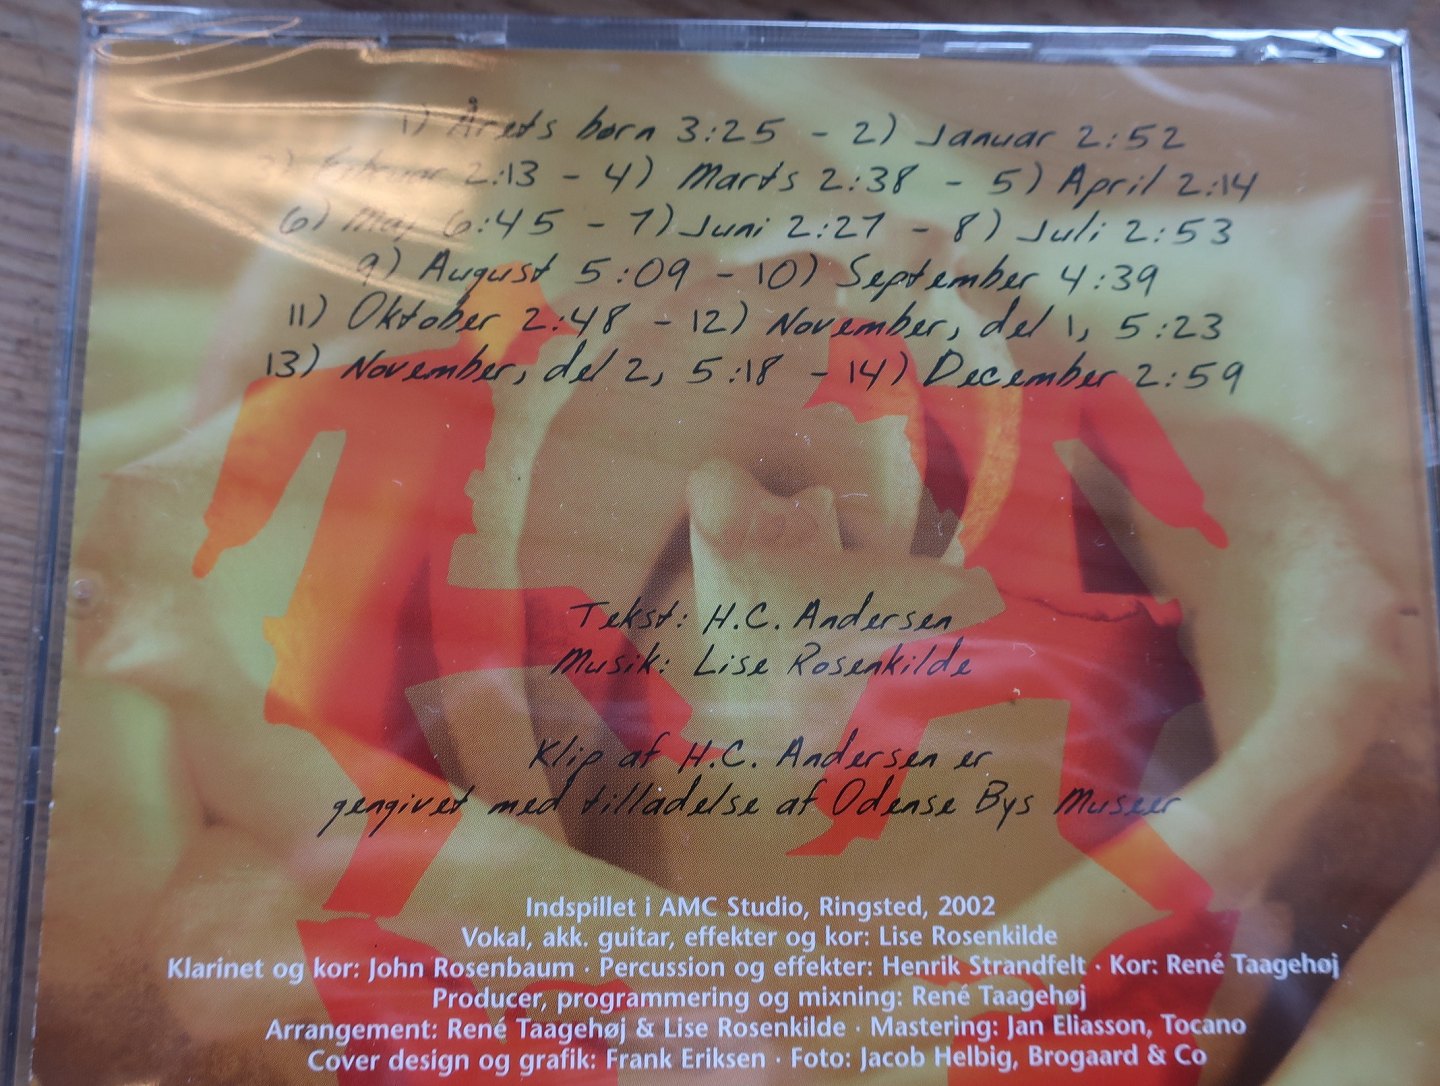 1) Årets børn 3:25 - 2) Januar 2:52
3) Februar 2:13 - 4) Marts 2:38 - 5) April 2:14
6) Maj 6:45 - 7) Juni 2:27 - 8) Juli 2:53
9) August 5:09 - 10) September 4:39
11) Oktober 2:48 - 12) November, del 1, 5:23
13) November, del 2, 5:18 - 14) December 2:59
Tekst: H.C. Andersen
Musik: Lise Rosenkilde
Klip af H.C. Andersen er
gengivet med tilladelse af Odense Bys Museer
Indspillet i AMC Studio, Ringsted, 2002
Vokal, akk. guitar, effekter og kor: Lise Rosenkilde
Klarinet og kor: John Rosenbaum · Percussion og effekter: Henrik Strandfelt · Kor: René Taagehøj
Producer, programmering og mixning: René Taagehøj
Arrangement: René Taagehøj & Lise Rosenkilde · Mastering: Jan Eliasson, Tocano
Cover design og grafik: Frank Eriksen · Foto: Jacob Helbig, Brogaard & Co